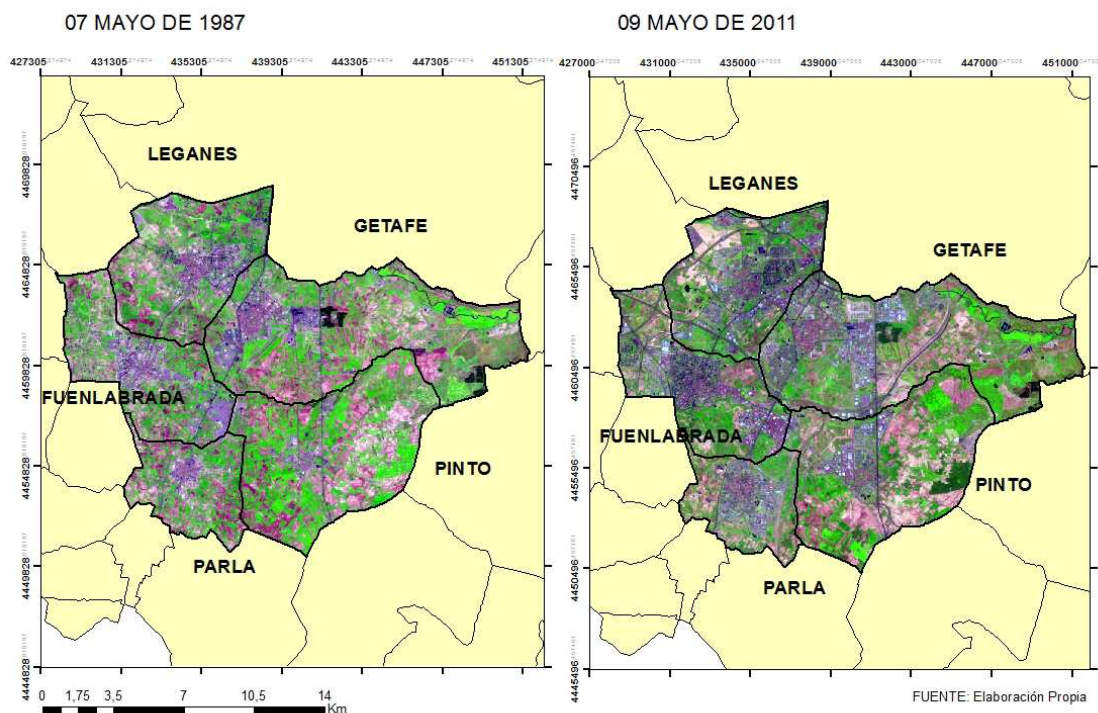 07 MAYO DE 1987
427305 431305 435305 439305 443305 447305 451305
4469828
4464828
4459828
4454828
4449828
4444828
LEGANES
GETAFE
FUENLABRADA
PINTO
PARLA
0 1,75 3,5 7 10,5 14
Km
09 MAYO DE 2011
427000 431000 435000 439000 443000 447000 451000
4470496
4465496
4460496
4455496
4450496
4445496
LEGANES
GETAFE
FUENLABRADA
PINTO
PARLA
FUENTE: Elaboración Propia